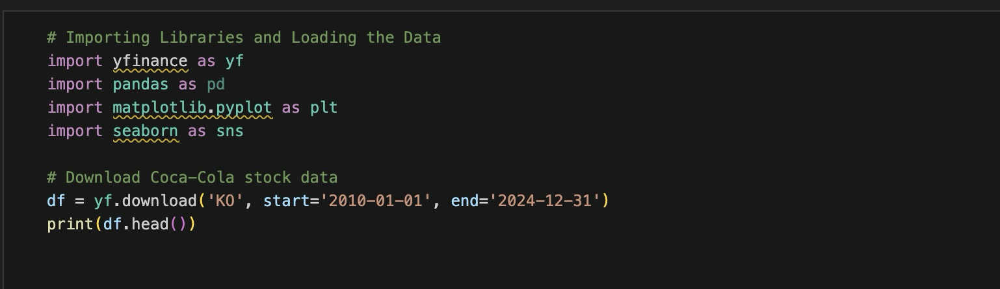 # Importing Libraries and Loading the Data
import yfinance as yf
import pandas as pd
import matplotlib.pyplot as plt
import seaborn as sns
# Download Coca-Cola stock data
df = yf.download('KO', start='2010-01-01', end='2024-12-31')
print(df.head())